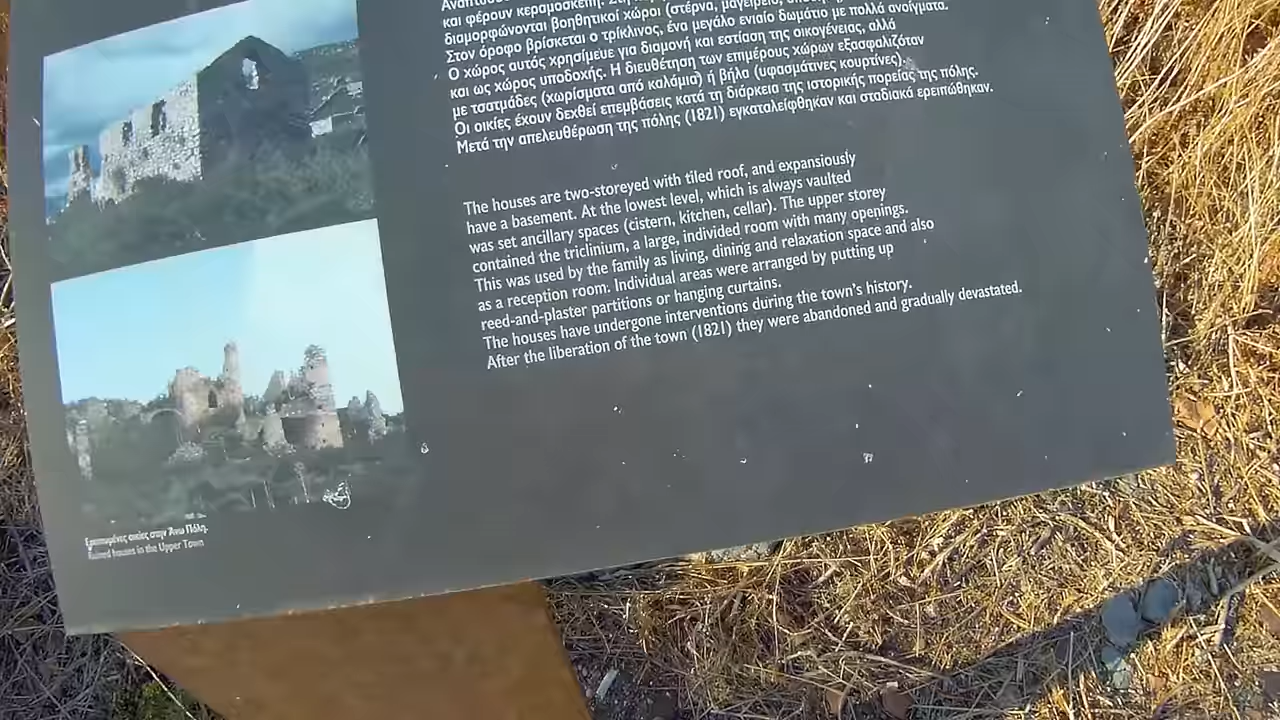 και φέρουν κεραμοσκεπή.
διαμορφώνονται βοηθητικοί χώροι (στέρνα, μαγειρείο,
Στον όροφο βρίσκεται ο τρίκλινος, ένα μεγάλο ενιαίο δωμάτιο με πολλά ανοίγματα.
Ο χώρος αυτός χρησίμευε για διαμονή και εστίαση της οικογένειας, αλλά
και ως χώρος υποδοχής. Η διευθέτηση των επιμέρους χώρων εξασφαλιζόταν
με τσατμάδες (χωρίσματα από καλάμια) ή βήλα (υφασμάτινες κουρτίνες).
Οι οικίες έχουν δεχθεί επεμβάσεις κατά τη διάρκεια της ιστορικής πορείας της πόλης.
Μετά την απελευθέρωση της πόλης (1821) εγκαταλείφθηκαν και σταδιακά ερειπώθηκαν.
The houses are two-storeyed with tiled roof, and expansiously
have a basement. At the lowest level, which is always vaulted
was set ancillary spaces (cistern, kitchen, cellar). The upper storey
contained the triclinium, a large, individed room with many openings.
This was used by the family as living, dining and relaxation space and also
as a reception room. Individual areas were arranged by putting up
reed-and-plaster partitions or hanging curtains.
The houses have undergone interventions during the town's history.
After the liberation of the town (1821) they were abandoned and gradually devastated.
Ερειπωμένες οικίες στην Άνω Πόλη.
Ruined houses in the Upper Town